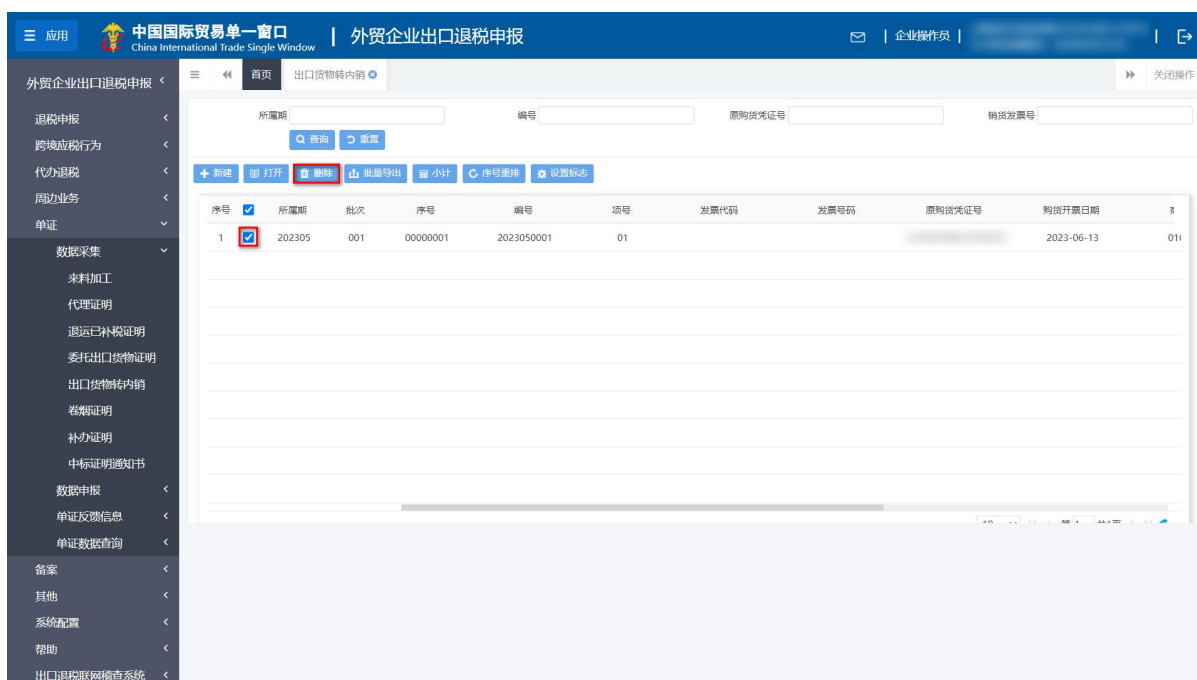 应用
中国国际贸易单一窗口
China International Trade Single Window
外贸企业出口退税申报
企业操作员
外贸企业出口退税申报
首页
出口货物转内销
关闭操作
退税申报
跨境应税行为
代办退税
周边业务
单证
数据采集
来料加工
代理证明
退运已补税证明
委托出口货物证明
出口货物转内销
卷烟证明
补办证明
中标证明通知书
数据申报
单证反馈信息
单证数据查询
备案
其他
系统配置
帮助
出口退税联网稽查系统
所属期 编号 原购货凭证号 销货发票号
查询 重置
新建 打开 删除 批量导出 小计 序号重排 设置标志
序号 所属期 批次 序号 编号 项号 发票代码 发票号码 原购货凭证号 购货开票日期
1 202305 001 00000001 2023050001 01 2023-06-13